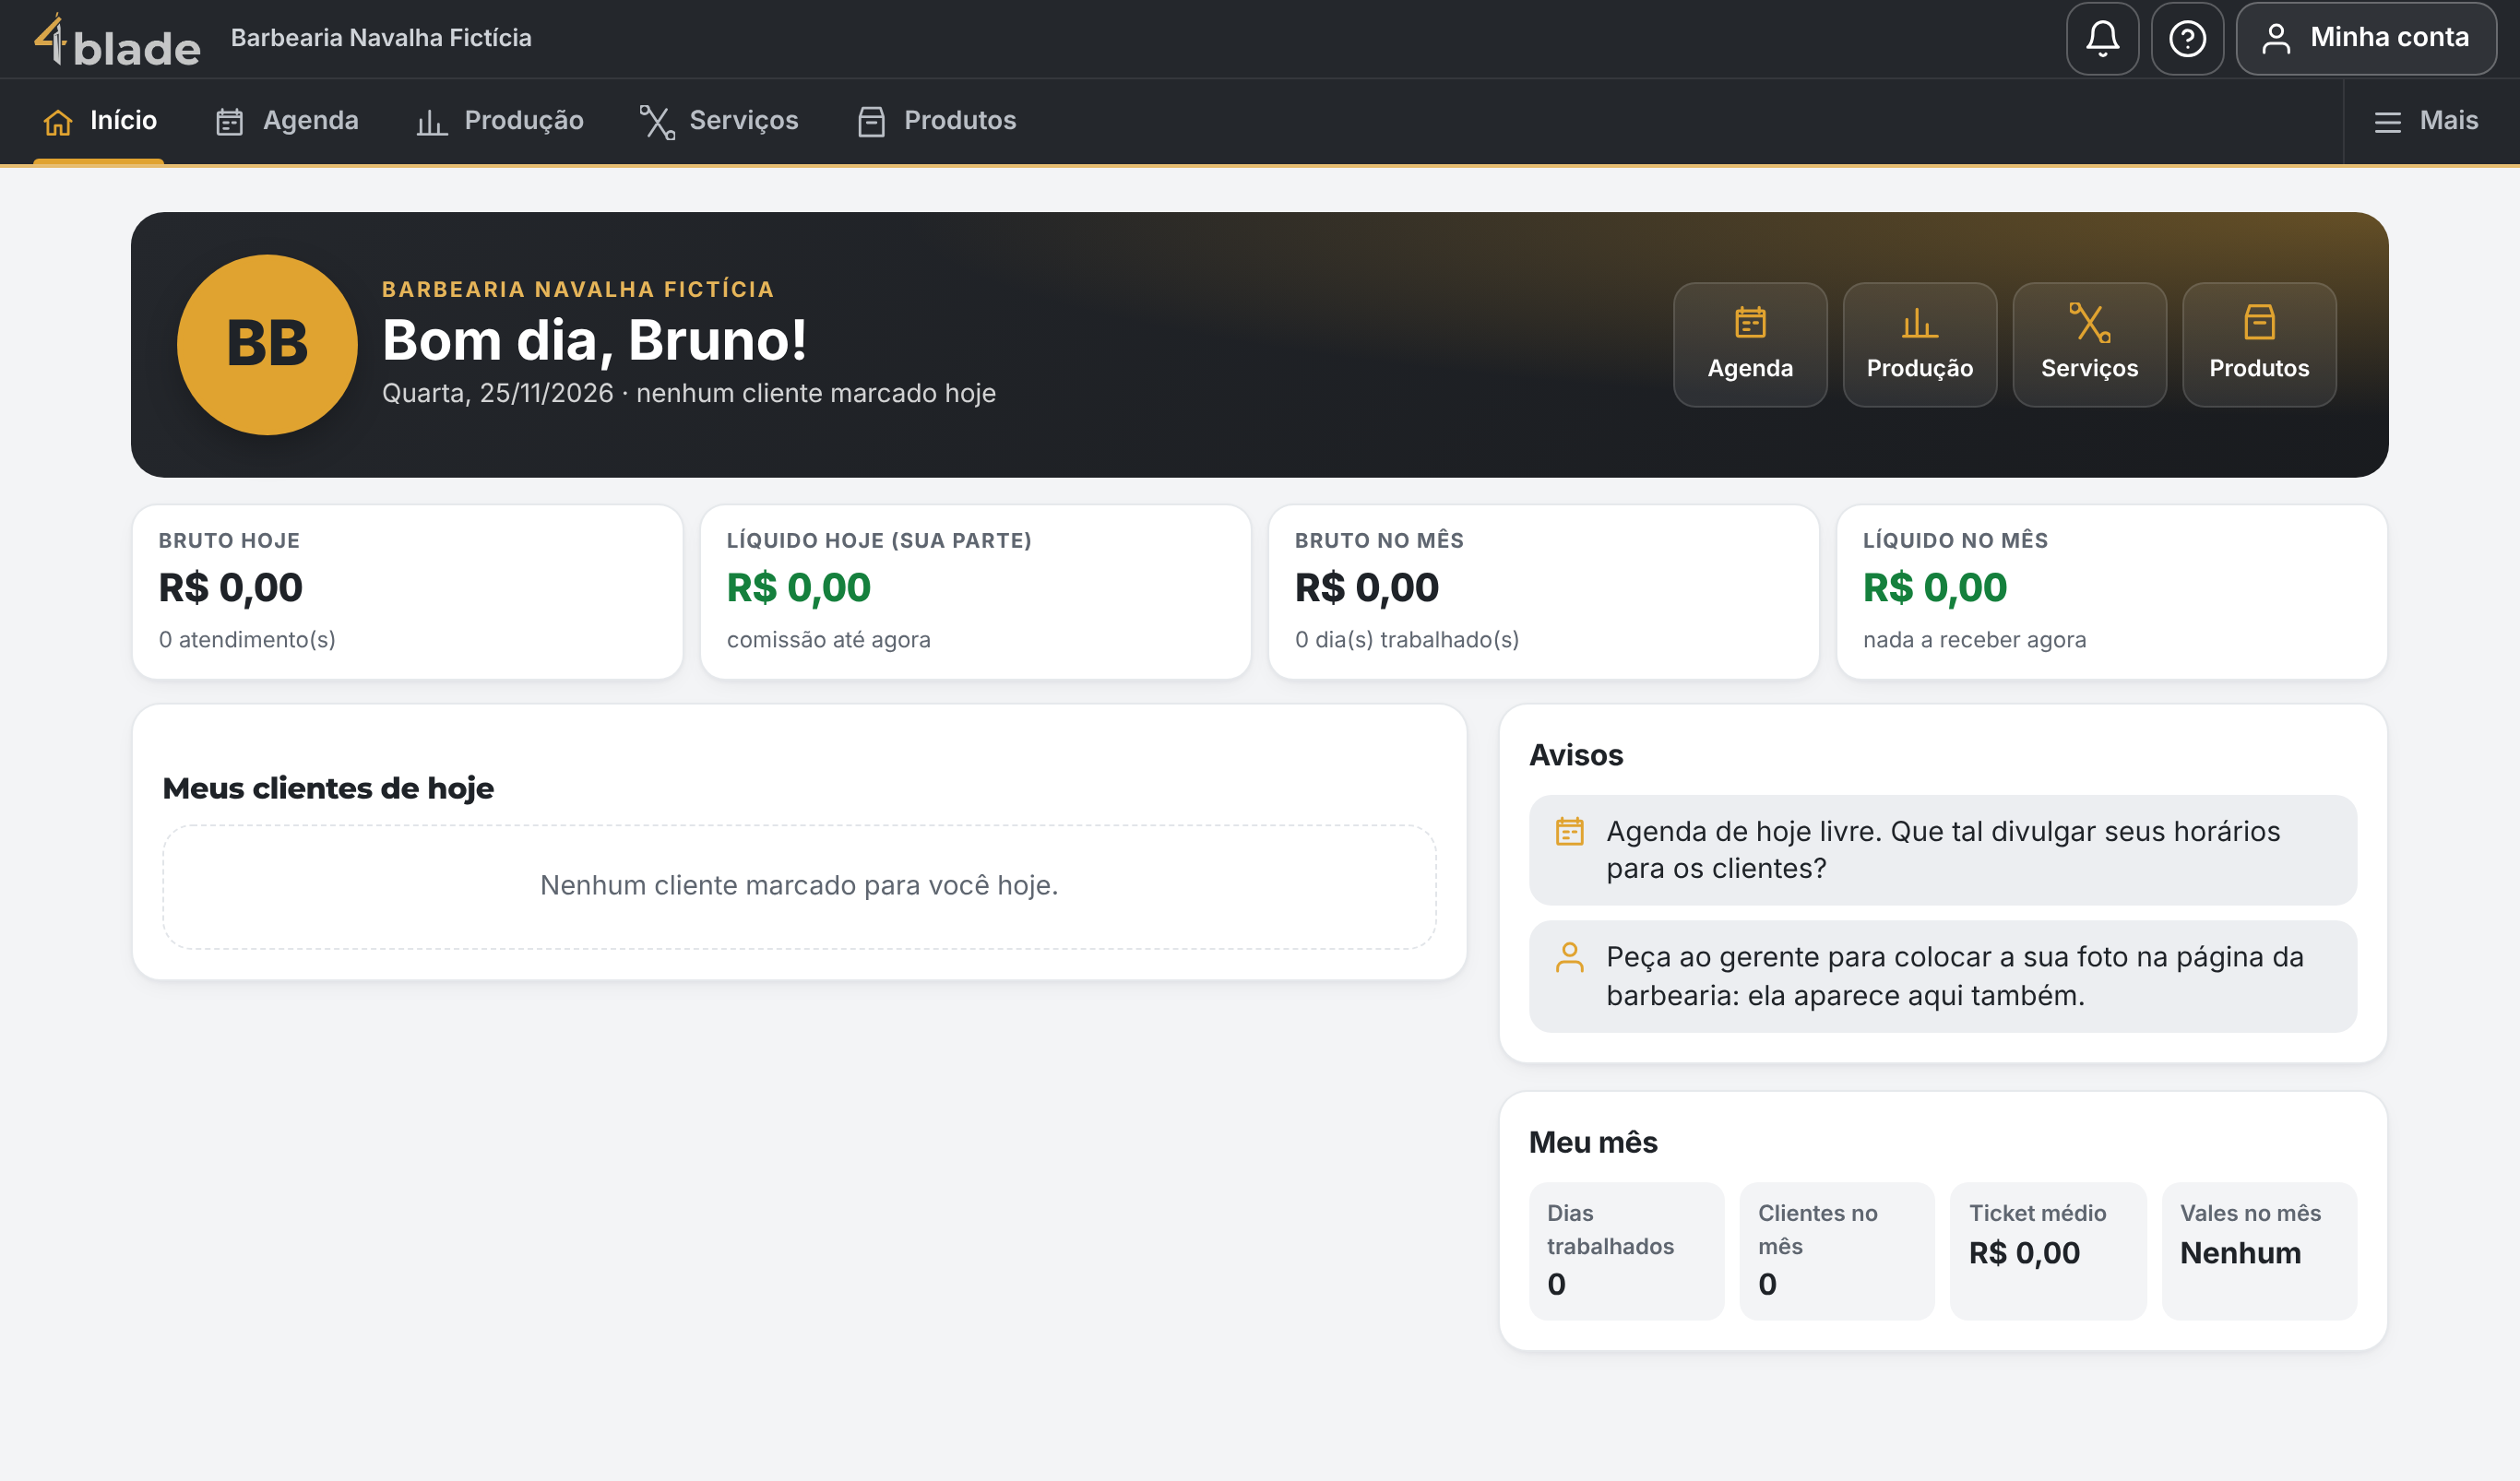 4blade
Barbearia Navalha Fictícia
Minha conta
Início
Agenda
Produção
Serviços
Produtos
Mais
BB
BARBEARIA NAVALHA FICTÍCIA
Bom dia, Bruno!
Quarta, 25/11/2026 · nenhum cliente marcado hoje
Agenda
Produção
Serviços
Produtos
BRUTO HOJE
R$ 0,00
0 atendimento(s)
LÍQUIDO HOJE (SUA PARTE)
R$ 0,00
comissão até agora
BRUTO NO MÊS
R$ 0,00
0 dia(s) trabalhado(s)
LÍQUIDO NO MÊS
R$ 0,00
nada a receber agora
Meus clientes de hoje
Nenhum cliente marcado para você hoje.
Avisos
Agenda de hoje livre. Que tal divulgar seus horários
para os clientes?
Peça ao gerente para colocar a sua foto na página da
barbearia: ela aparece aqui também.
Meu mês
Dias
trabalhados
0
Clientes no
mês
0
Ticket médio
R$ 0,00
Vales no mês
Nenhum